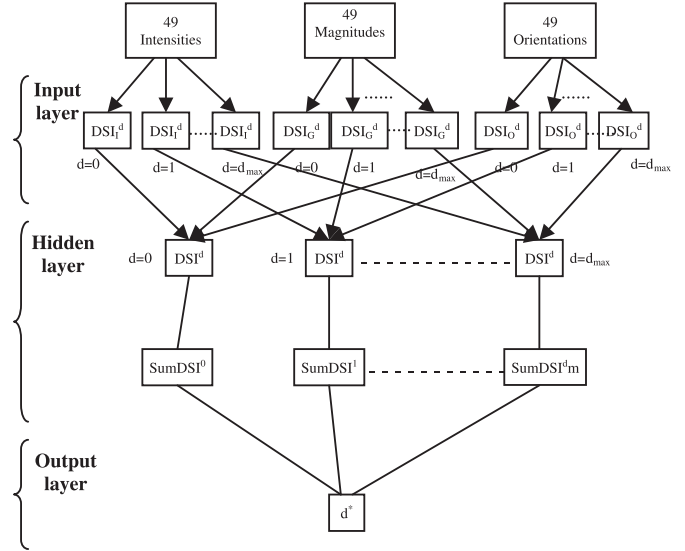 49
Intensities
49
Magnitudes
49
Orientations
Input
layer
DSI_I^d
DSI_I^d
DSI_I^d
DSI_G^d
DSI_G^d
DSI_G^d
DSI_O^d
DSI_O^d
DSI_O^d
d=0
d=1
d=d_max
d=0
d=1
d=d_max
d=0
d=1
d=d_max
Hidden
layer
d=0
DSI^d
d=1
DSI^d
DSI^d
d=d_max
SumDSI^0
SumDSI^1
SumDSI^dm
Output
layer
d*